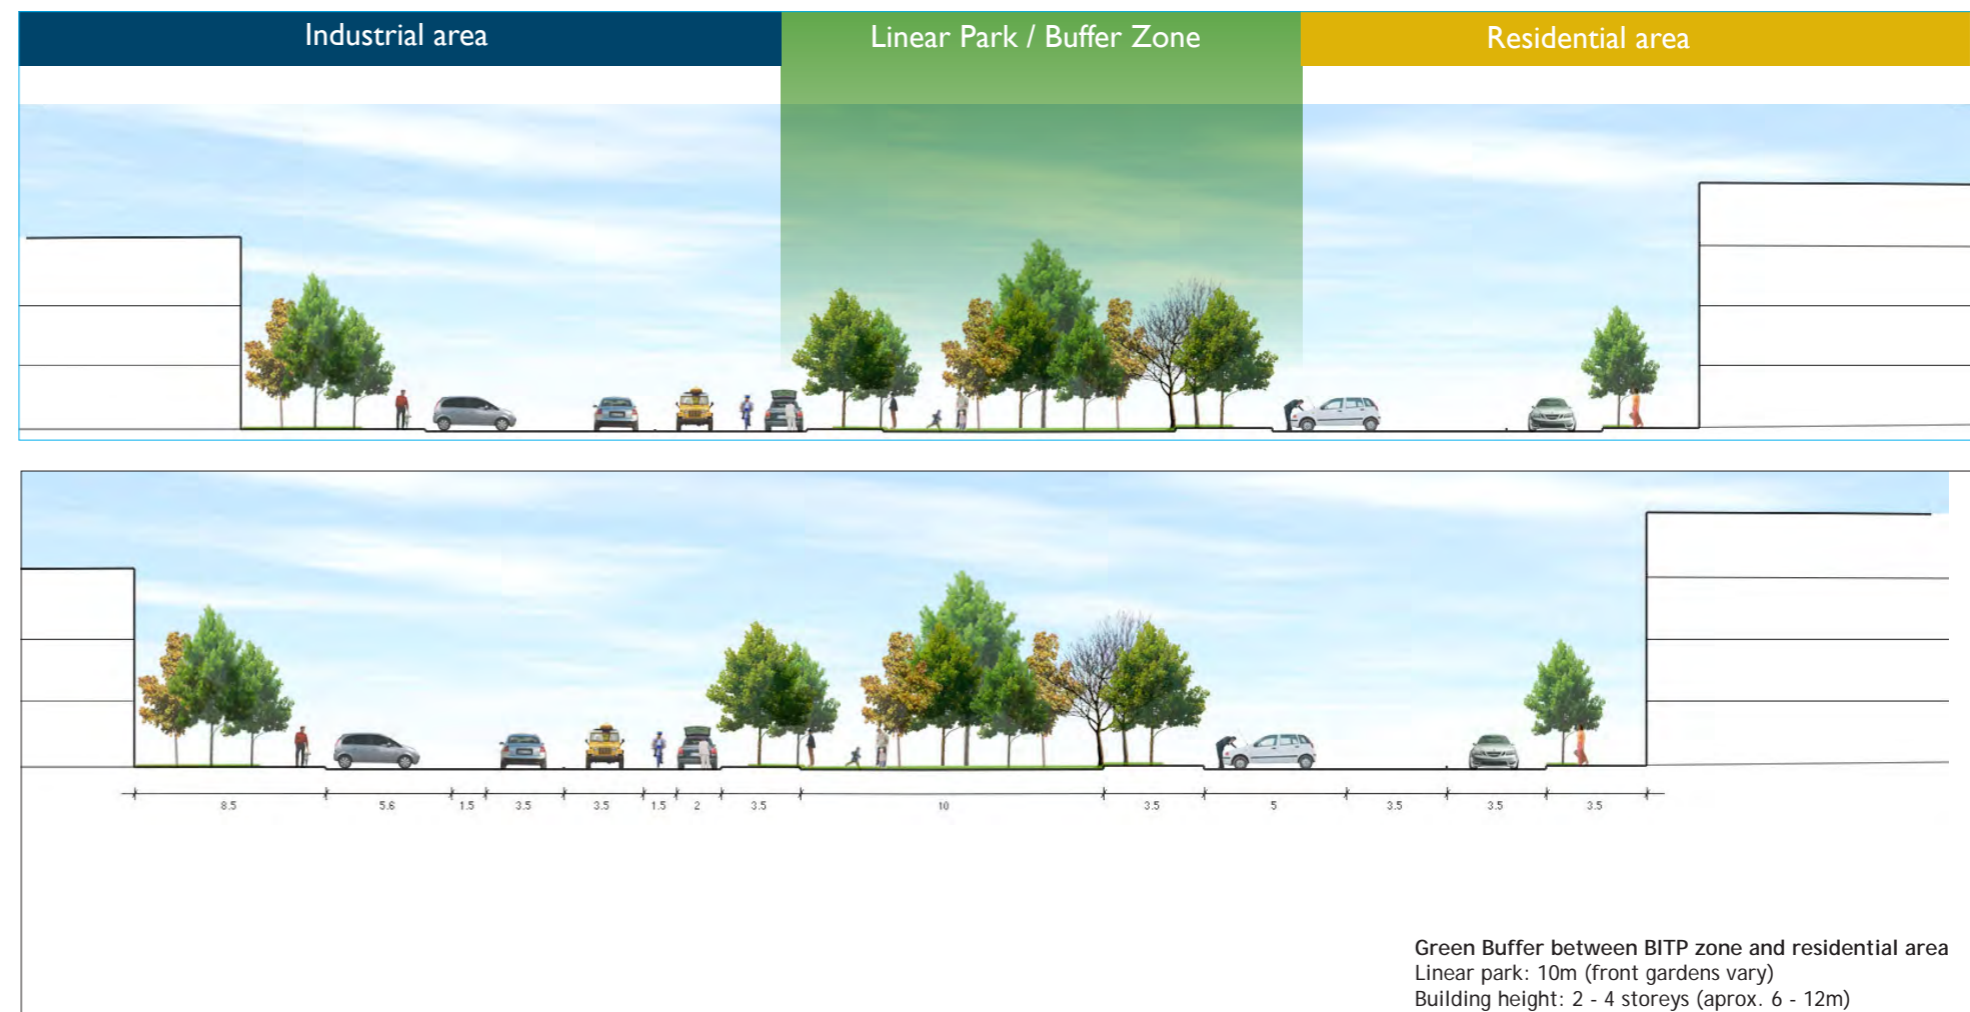 Industrial area
Linear Park / Buffer Zone
Residential area
8.5 5.6 1.5 3.5 3.5 1.5 2 3.5 10 3.5 5 3.5 3.5 3.5
Green Buffer between BITP zone and residential area
Linear park: 10m (front gardens vary)
Building height: 2 - 4 storeys (aprox. 6 - 12m)